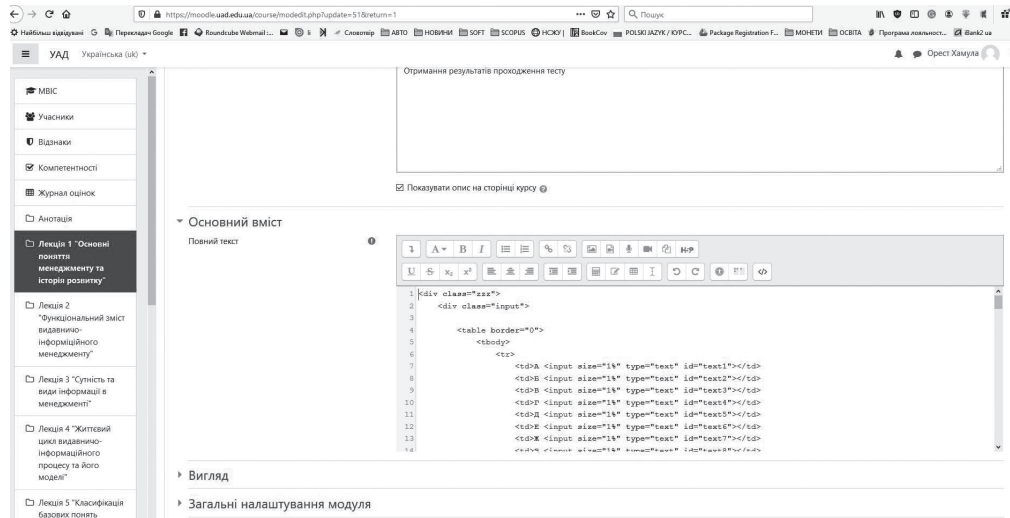 https://moodle.uad.edu.ua/course/modedit.php?update=518&return=1
Пошук
Найбільш відвідувані
Перекладач Google
Roundcube Webmail :...
Словотвір
АВТО
НОВИНИ
SOFT
SCOPUS
НСЖУ |
BookCov
POLSKI JAZYK / КУРС...
Package Registration F...
МОНЕТИ
ОСВІТА
Програма лояльност...
iBank2 ua
УАД
Українська (uk)
Орест Хамула
МВІС
Учасники
Відзнаки
Компетентності
Журнал оцінок
Анотація
Лекція 1 "Основні
поняття
менеджменту та
історія розвитку"
Лекція 2
"Функціональний зміст
видавничо-
інформіційного
менеджменту"
Лекція 3 "Сутність та
види інформації в
менеджменті"
Лекція 4 "Життєвий
цикл видавничо-
інформаційного
процесу та його
моделі"
Лекція 5 "Класифікація
базових понять
Отримання результатів проходження тесту
Показувати опис на сторінці курсу
Основний вміст
Повний текст
H5P
1 <div class="zzz">
2 <div class="input">
3
4 <table border="0">
5 <tbody>
6 <tr>
7 <td>А <input size="1%" type="text" id="text1"></td>
8 <td>Б <input size="1%" type="text" id="text2"></td>
9 <td>В <input size="1%" type="text" id="text3"></td>
10 <td>Г <input size="1%" type="text" id="text4"></td>
11 <td>Д <input size="1%" type="text" id="text5"></td>
12 <td>Е <input size="1%" type="text" id="text6"></td>
13 <td>Ж <input size="1%" type="text" id="text7"></td>
Вигляд
Загальні налаштування модуля